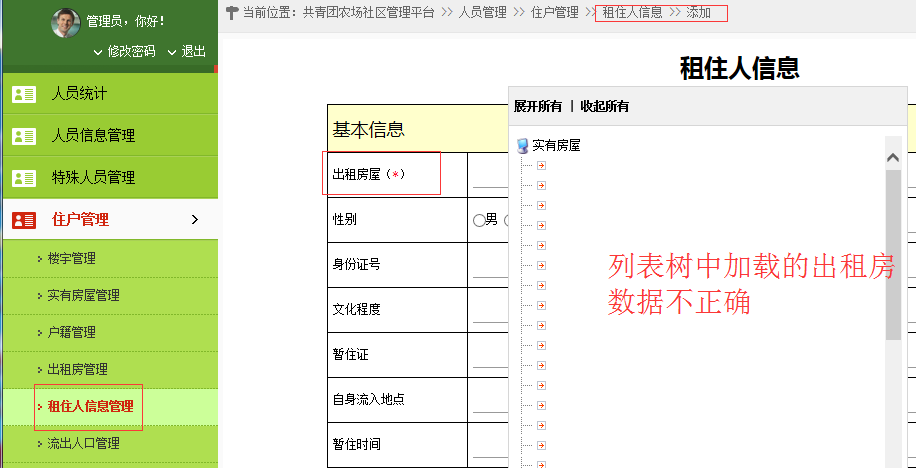 管理员，你好！
修改密码 退出
当前位置：共青团农场社区管理平台 >> 人员管理 >> 住户管理 >> 租住人信息 >> 添加
人员统计
人员信息管理
特殊人员管理
住户管理
楼宇管理
实有房屋管理
户籍管理
出租房管理
租住人信息管理
流出人口管理
租住人信息
基本信息
出租房屋（*）
性别
男
身份证号
文化程度
暂住证
自身流入地点
暂住时间
展开所有 | 收起所有
实有房屋
列表树中加载的出租房
数据不正确